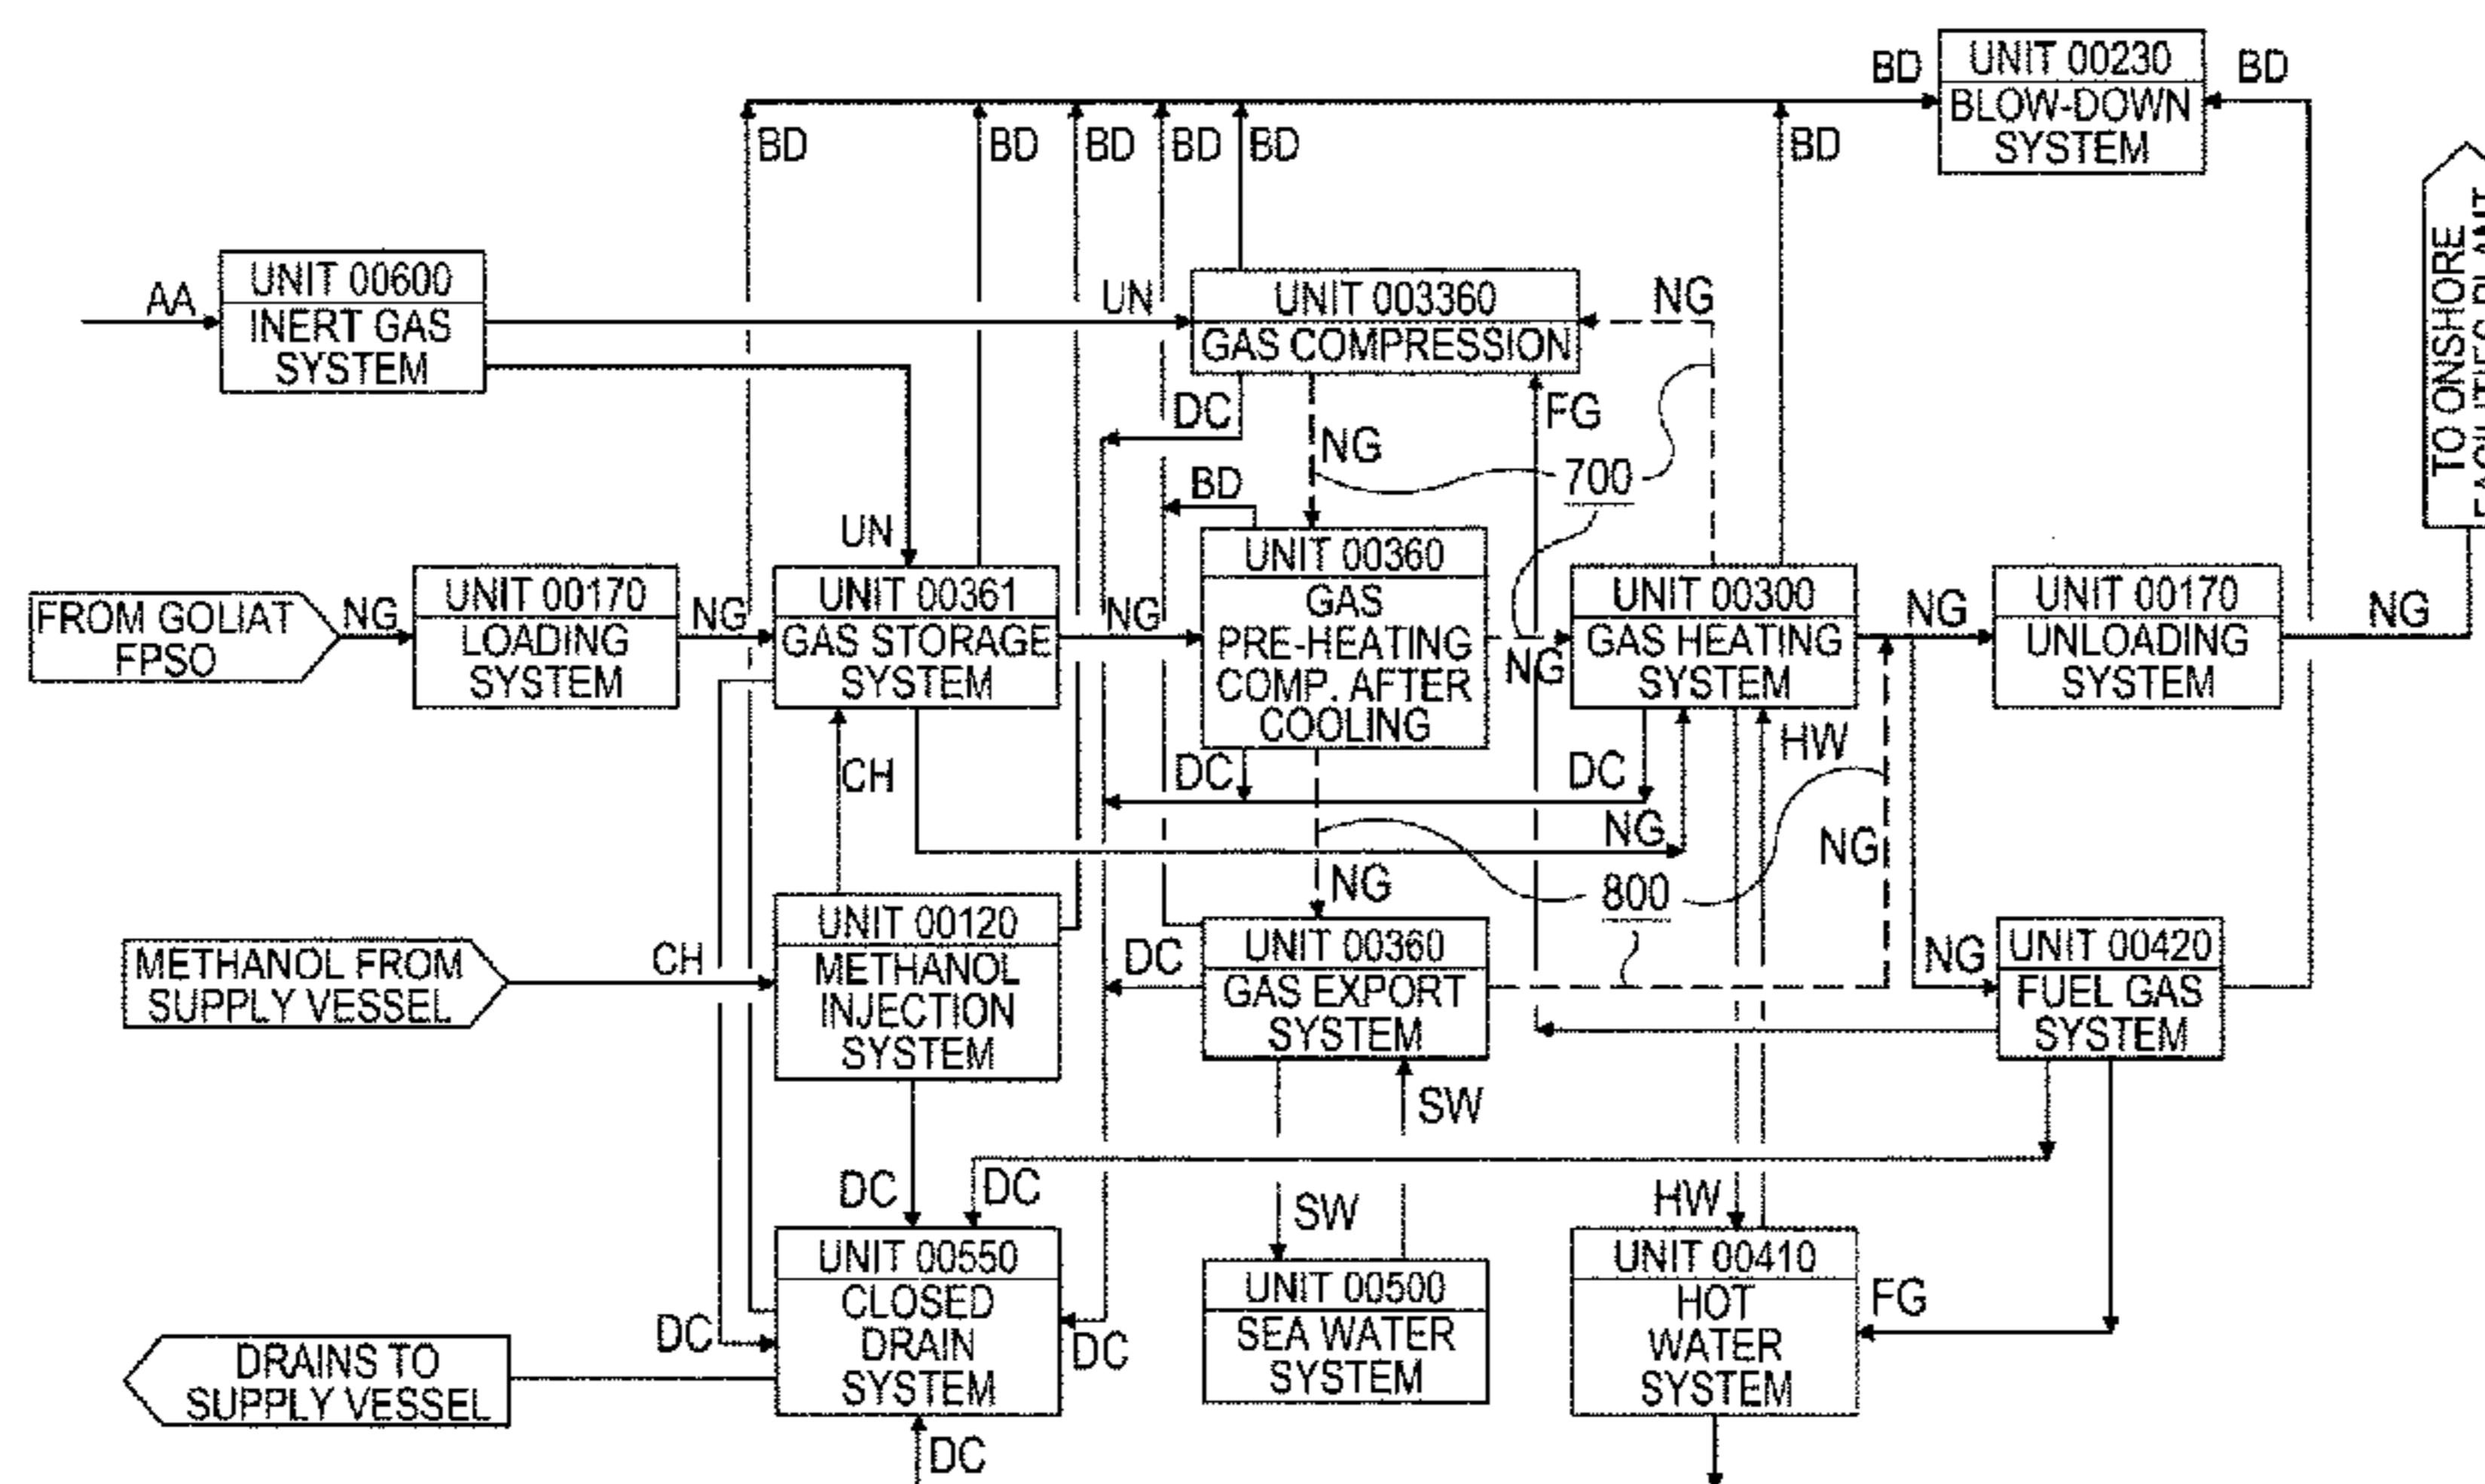 BD
UNIT 00230
BD
BLOW-DOWN
SYSTEM
BD
BD
BD
BD
BD
BD
TO ONSHORE
FACILITIES PLANT
UNIT 00600
INERT GAS
SYSTEM
AA
UN
UNIT 003360
GAS COMPRESSION
NG
DC
NG
FG
700
BD
UN
FROM GOLIAT
FPSO
NG
UNIT 00170
LOADING
SYSTEM
NG
UNIT 00361
GAS STORAGE
SYSTEM
NG
UNIT 00360
GAS
PRE-HEATING
COMP. AFTER
COOLING
NG
UNIT 00300
GAS HEATING
SYSTEM
NG
UNIT 00170
UNLOADING
SYSTEM
NG
CH
DC
DC
HW
NG
NG
NG
800
METHANOL FROM
SUPPLY VESSEL
CH
UNIT 00120
METHANOL
INJECTION
SYSTEM
DC
UNIT 00360
GAS EXPORT
SYSTEM
NG
UNIT 00420
FUEL GAS
SYSTEM
SW
DC
DC
SW
HW
DRAINS TO
SUPPLY VESSEL
DC
UNIT 00550
CLOSED
DRAIN
SYSTEM
DC
UNIT 00500
SEA WATER
SYSTEM
UNIT 00410
HOT
WATER
SYSTEM
FG
DC